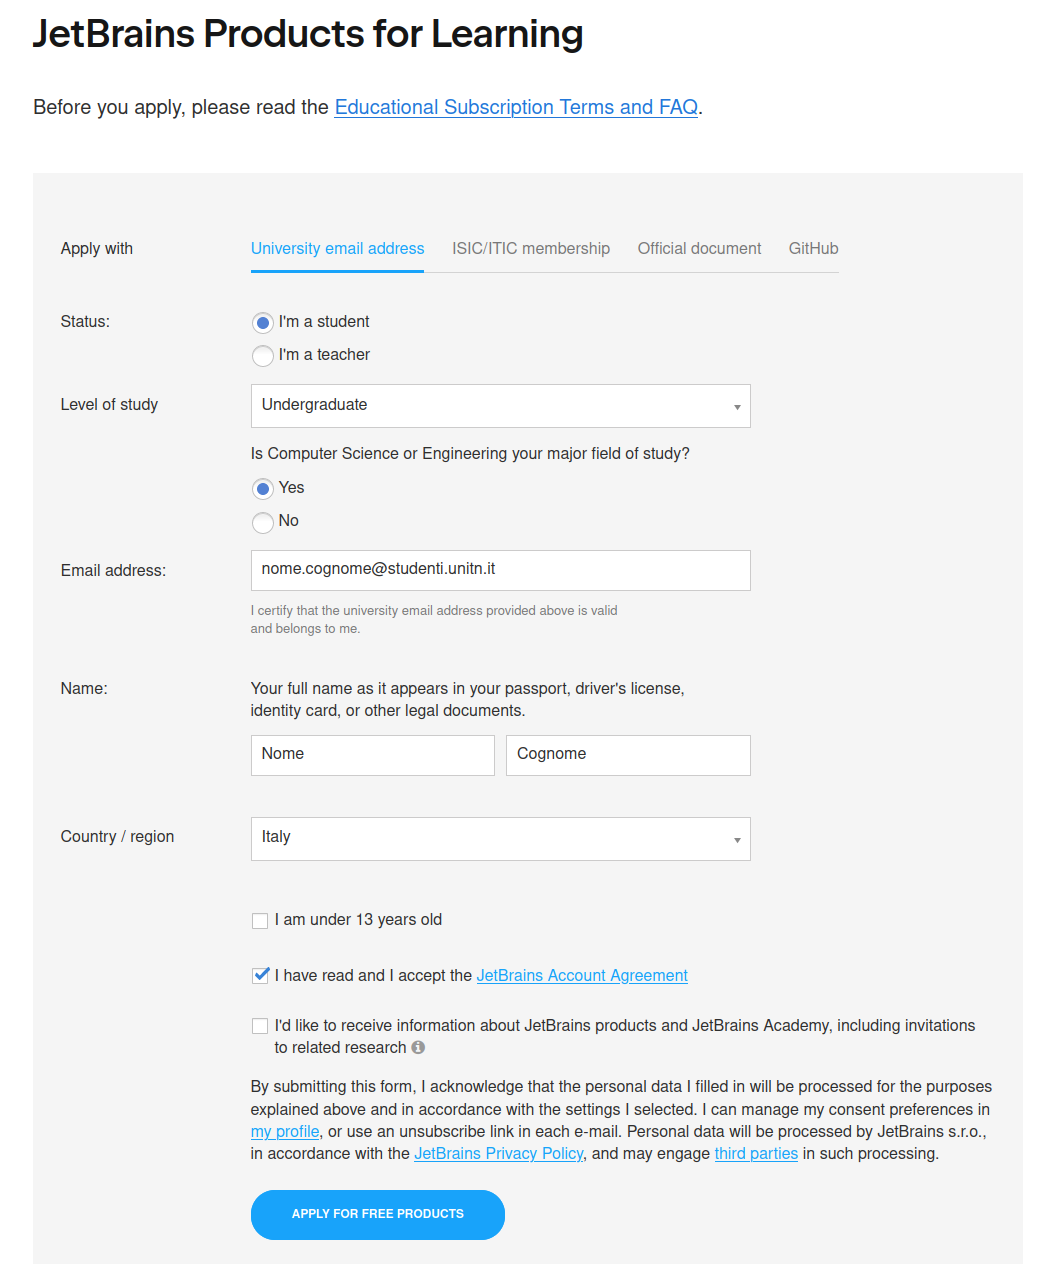 JetBrains Products for Learning
Before you apply, please read the Educational Subscription Terms and FAQ.
Apply with
University email address
ISIC/ITIC membership
Official document
GitHub
Status:
I'm a student
I'm a teacher
Level of study
Undergraduate
Is Computer Science or Engineering your major field of study?
Yes
No
Email address:
nome.cognome@studenti.unitn.it
I certify that the university email address provided above is valid
and belongs to me.
Name:
Your full name as it appears in your passport, driver's license,
identity card, or other legal documents.
Nome
Cognome
Country / region
Italy
I am under 13 years old
I have read and I accept the JetBrains Account Agreement
I'd like to receive information about JetBrains products and JetBrains Academy, including invitations
to related research
By submitting this form, I acknowledge that the personal data I filled in will be processed for the purposes
explained above and in accordance with the settings I selected. I can manage my consent preferences in
my profile, or use an unsubscribe link in each e-mail. Personal data will be processed by JetBrains s.r.o.,
in accordance with the JetBrains Privacy Policy, and may engage third parties in such processing.
APPLY FOR FREE PRODUCTS